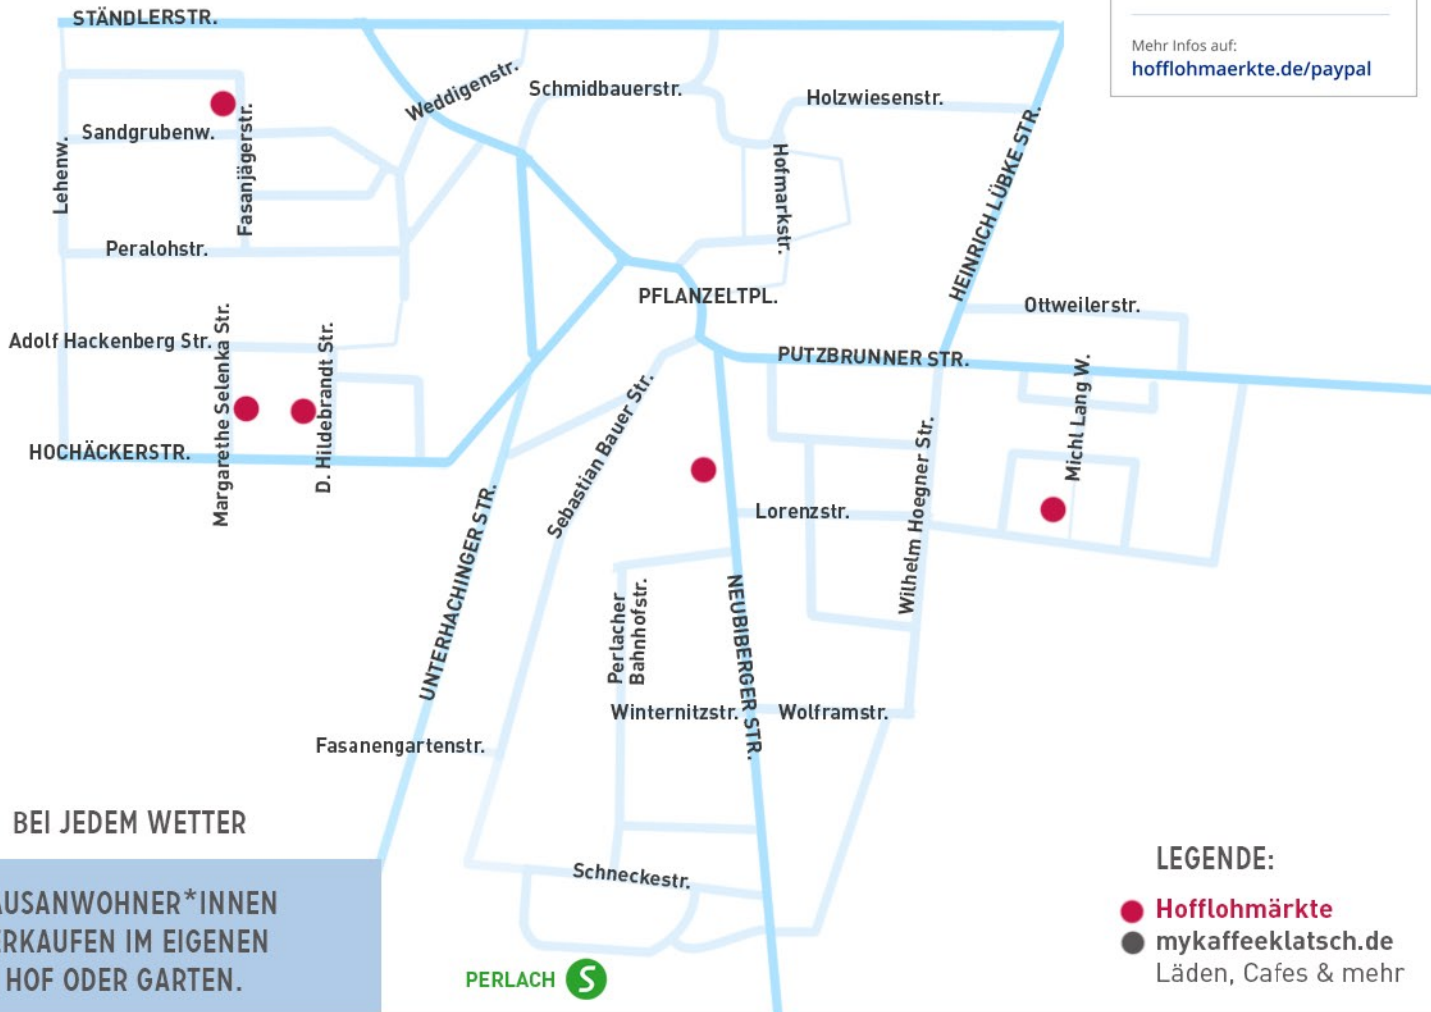 STÄNDLERSTR.
Mehr Infos auf:
hofflohmaerkte.de/paypal
Weddigenstr.
Schmidbauerstr.
Holzwiesenstr.
Sandgrubenw.
Lehenw.
Fasanjägerstr.
Hofmarkstr.
HEINRICH LÜBKE STR.
Peralohstr.
PFLANZELTPL.
Ottweilerstr.
Adolf Hackenberg Str.
Margarethe Selenka Str.
D. Hildebrandt Str.
PUTZBRUNNER STR.
Michl Lang W.
HOCHÄCKERSTR.
Sebastian Bauer Str.
Wilhelm Hoegner Str.
UNTERHACHINGER STR.
Lorenzstr.
Perlacher
Bahnhofstr.
NEUBIBERGER STR.
Winternitzstr.
Wolframstr.
Fasanengartenstr.
BEI JEDEM WETTER
AUSANWOHNER*INNEN
ERKAUFEN IM EIGENEN
HOF ODER GARTEN.
Schneckestr.
PERLACH S
LEGENDE:
Hofflohmärkte
mykaffeeklatsch.de
Läden, Cafes & mehr